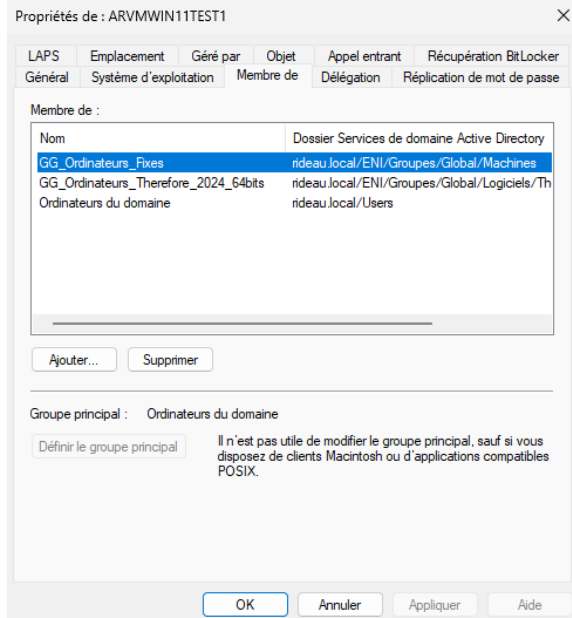 Propriétés de : ARVMWIN11TEST1
LAPS Emplacement Géré par Objet Appel entrant Récupération BitLocker
Général Système d'exploitation Membre de Délégation Réplication de mot de passe
Membre de :
Nom Dossier Services de domaine Active Directory
GG_Ordinateurs_Fixes rideau.local/ENI/Groupes/Global/Machines
GG_Ordinateurs_Therefore_2024_64bits rideau.local/ENI/Groupes/Global/Logiciels/Th
Ordinateurs du domaine rideau.local/Users
Ajouter... Supprimer
Groupe principal : Ordinateurs du domaine
Définir le groupe principal
Il n'est pas utile de modifier le groupe principal, sauf si vous
disposez de clients Macintosh ou d'applications compatibles
POSIX.
OK Annuler Appliquer Aide